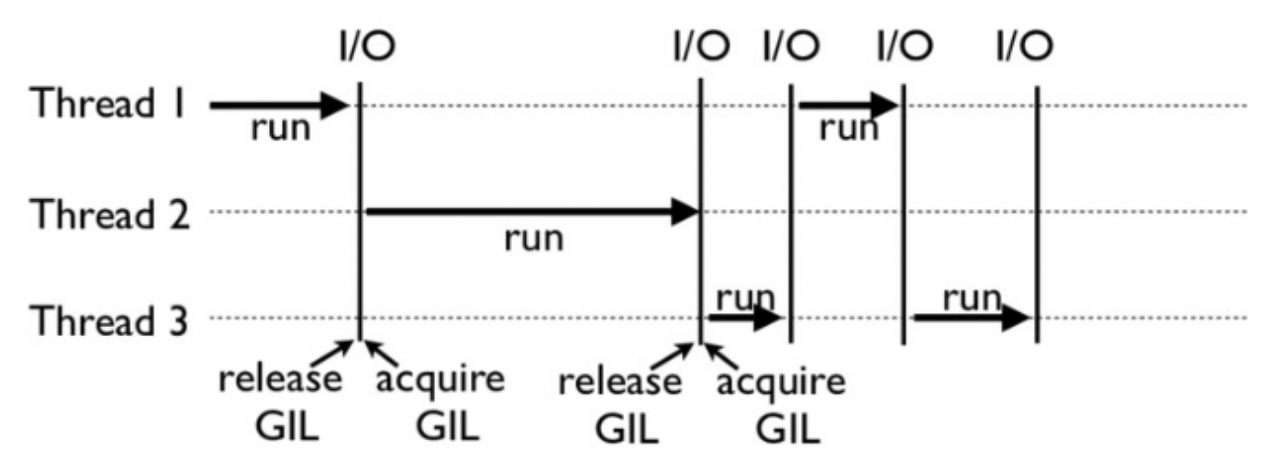 I/O I/O I/O I/O I/O
Thread 1
run run
Thread 2
run
run run
Thread 3
release acquire release acquire
GIL GIL GIL GIL